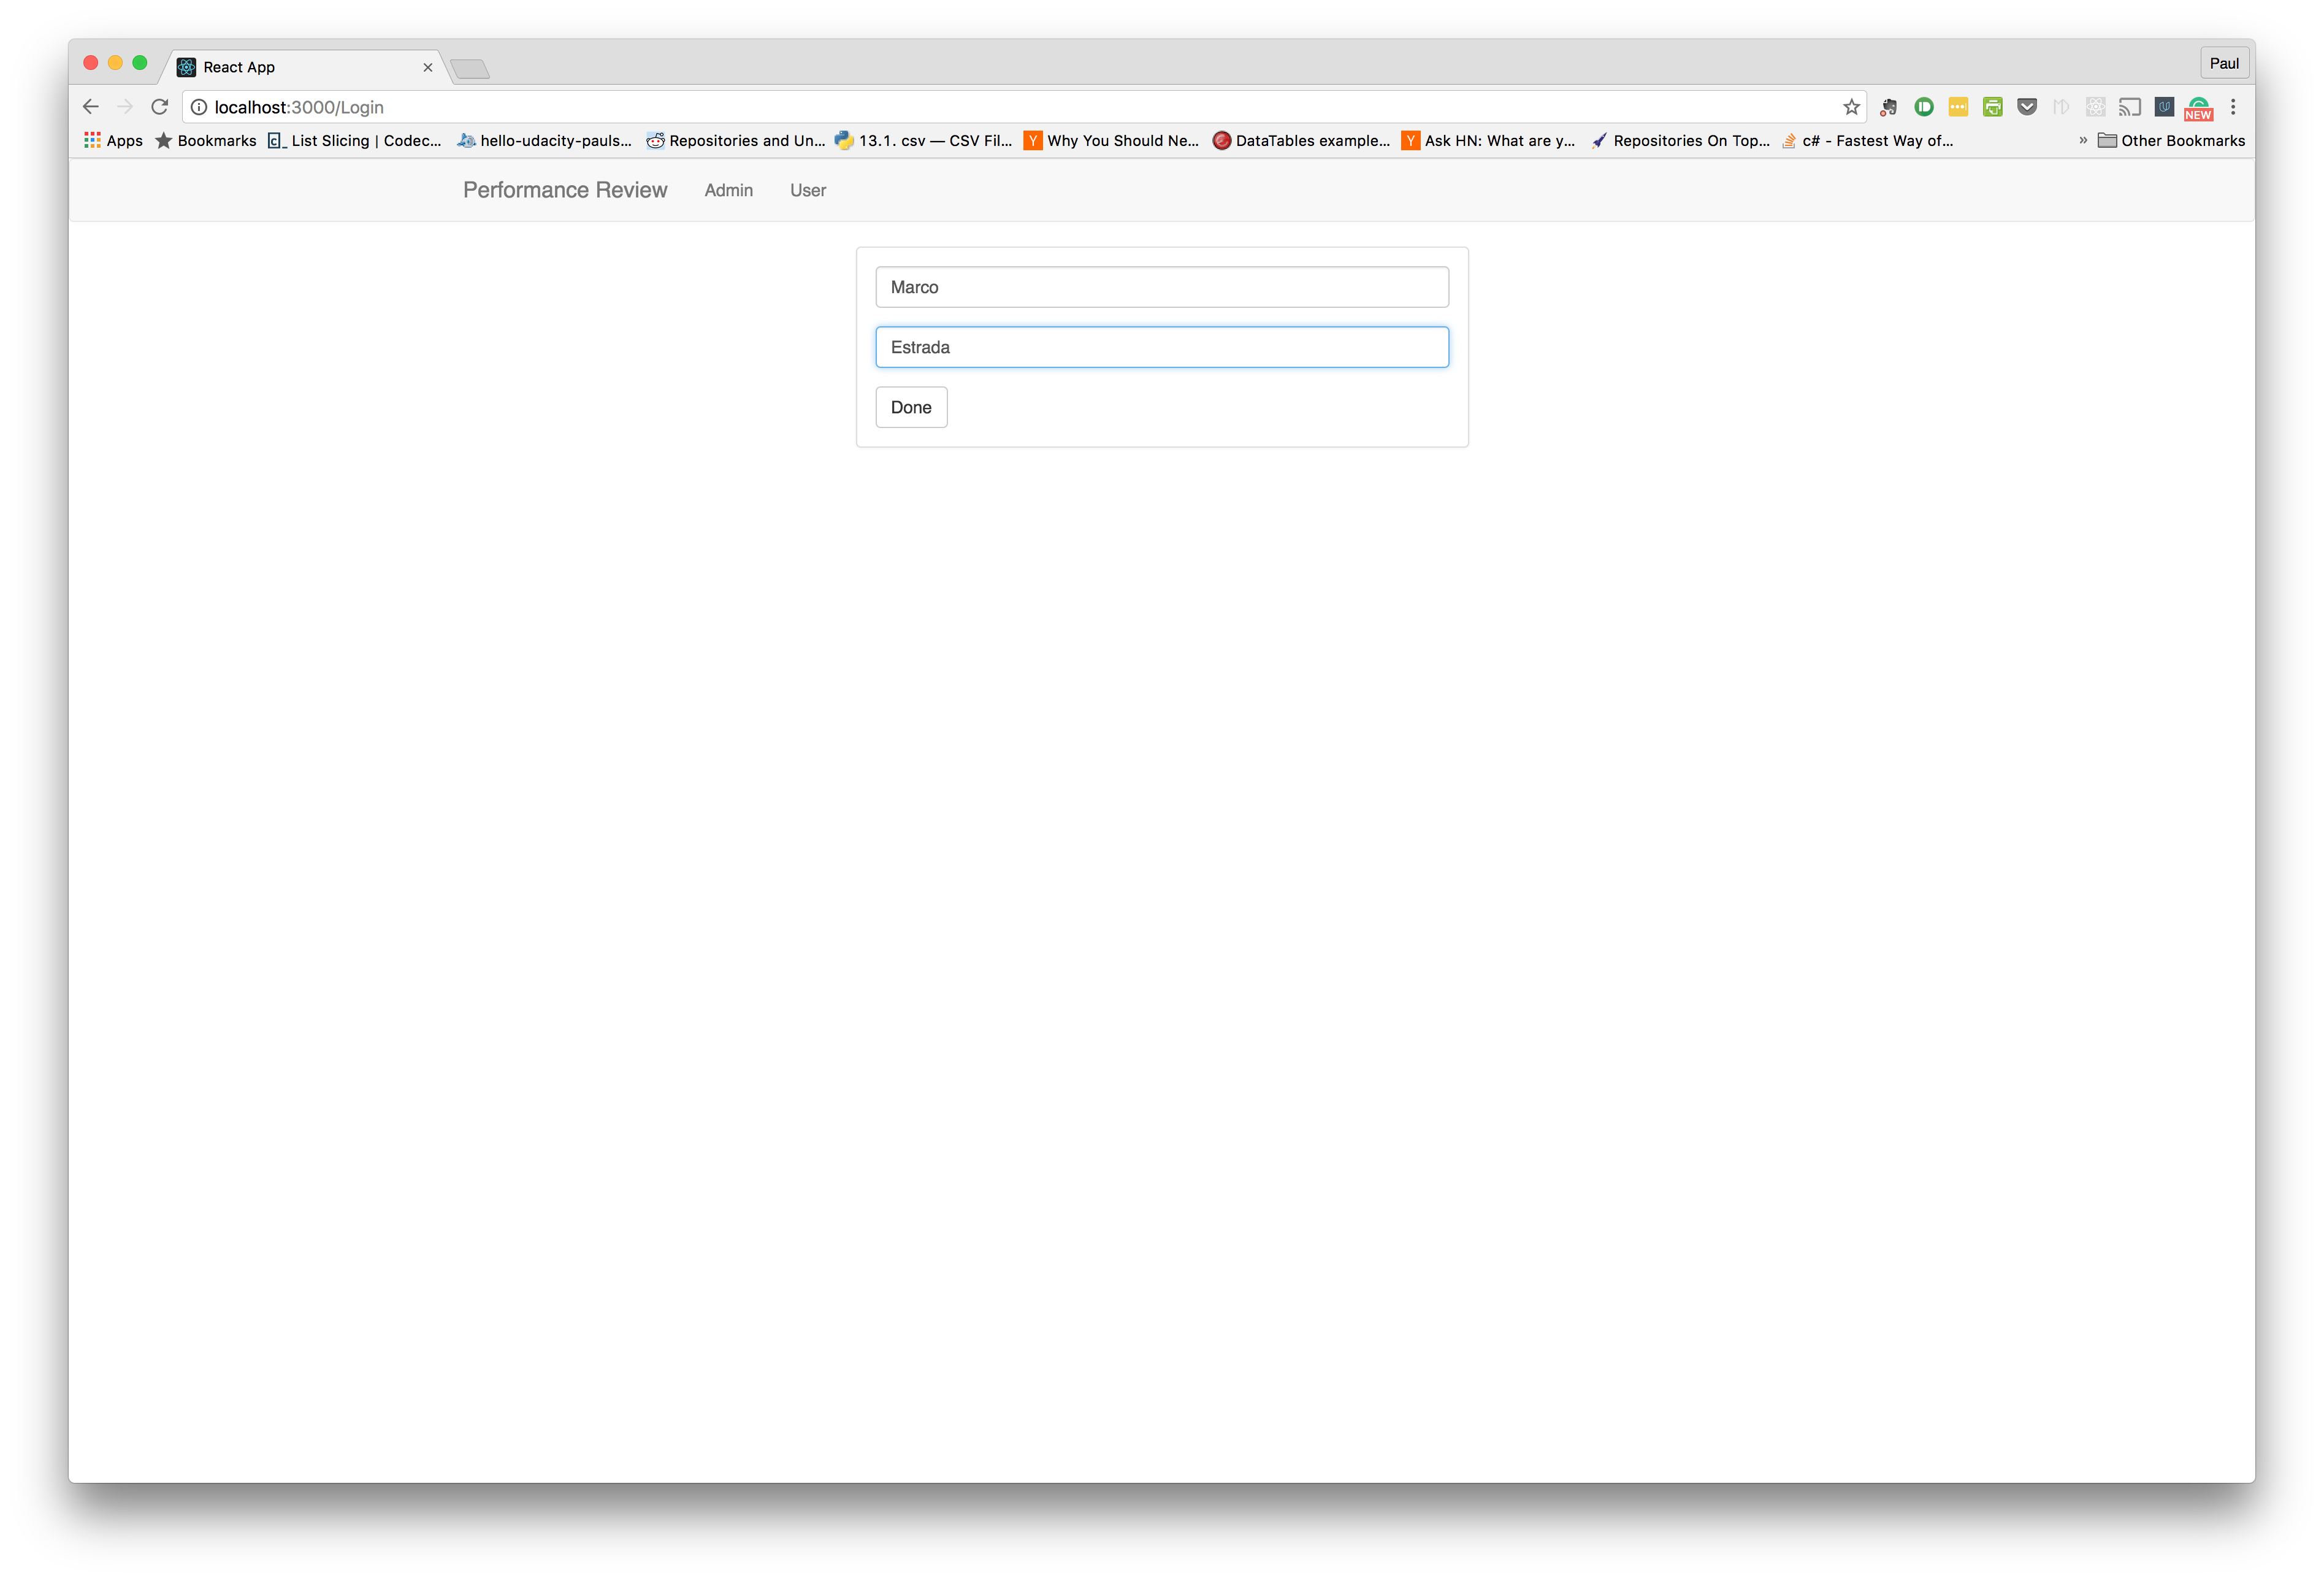 React App
Paul
localhost:3000/Login
NEW
Apps Bookmarks List Slicing | Codec... hello-udacity-pauls... Repositories and Un... 13.1. csv — CSV Fil... Why You Should Ne... DataTables example... Ask HN: What are y... Repositories On Top... c# - Fastest Way of... » Other Bookmarks
Performance Review Admin User
Marco
Estrada
Done